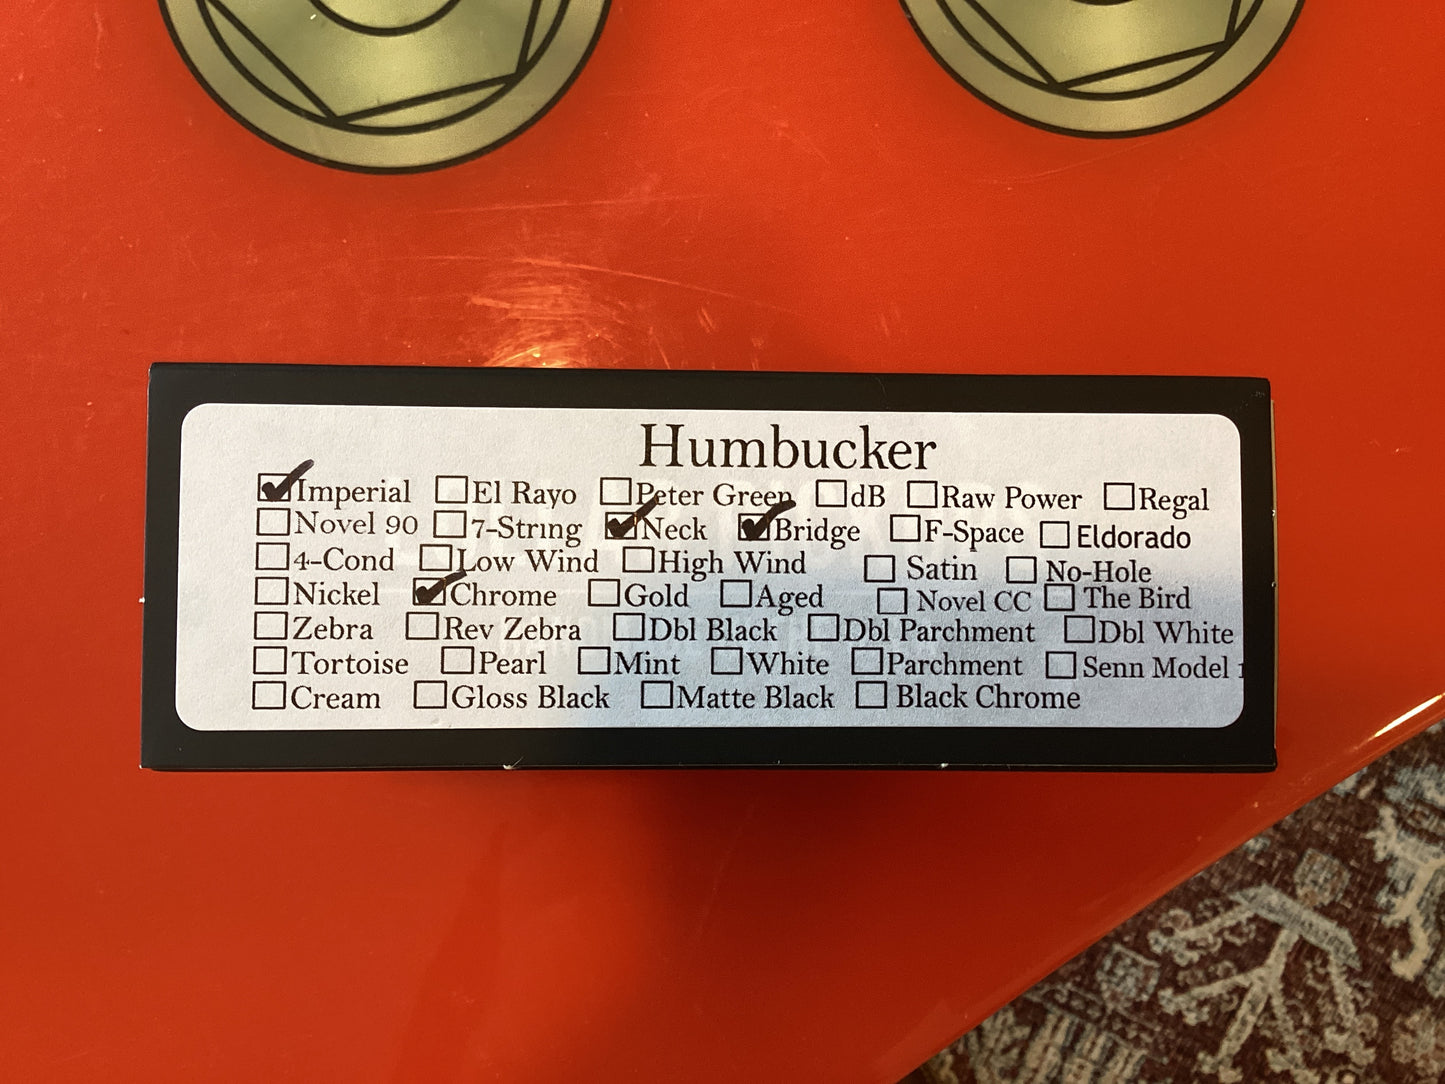 Humbucker
☑Imperial ☐El Rayo ☐Peter Green ☐dB ☐Raw Power ☐Regal
☐Novel 90 ☐7-String ☑Neck ☑Bridge ☐F-Space ☐Eldorado
☐4-Cond ☐Low Wind ☐High Wind ☐Satin ☐No-Hole
☐Nickel ☑Chrome ☐Gold ☐Aged ☐Novel CC ☐The Bird
☐Zebra ☐Rev Zebra ☐Dbl Black ☐Dbl Parchment ☐Dbl White
☐Tortoise ☐Pearl ☐Mint ☐White ☐Parchment ☐Senn Model
☐Cream ☐Gloss Black ☐Matte Black ☐Black Chrome